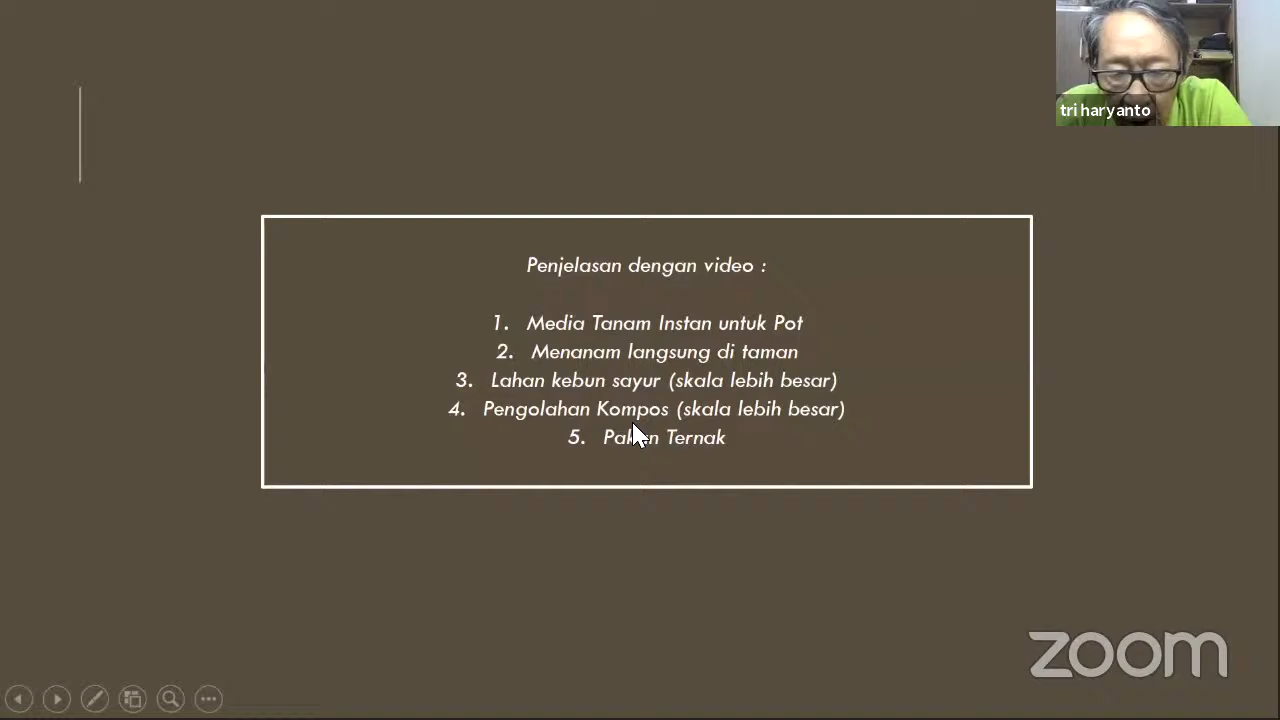 tri haryanto
Penjelasan dengan video :
1. Media Tanam Instan untuk Pot
2. Menanam langsung di taman
3. Lahan kebun sayur (skala lebih besar)
4. Pengolahan Kompos (skala lebih besar)
5. Pakan Ternak
zoom